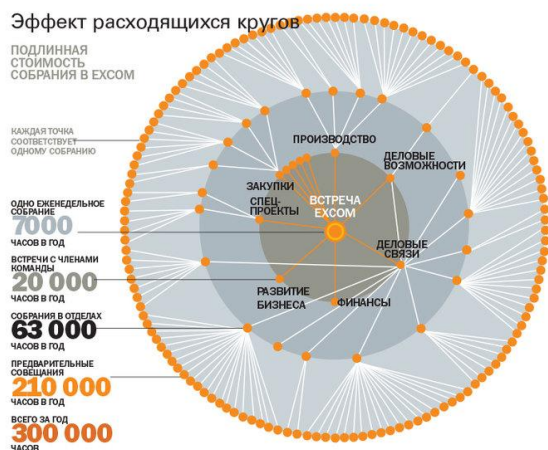 Эффект расходящихся кругов
ПОДЛИННАЯ
СТОИМОСТЬ
СОБРАНИЯ В EXCOM
КАЖДАЯ ТОЧКА
СООТВЕТСТВУЕТ
ОДНОМУ СОБРАНИЮ
ОДНО ЕЖЕНЕДЕЛЬНОЕ
СОБРАНИЕ
7000
ЧАСОВ В ГОД
ВСТРЕЧИ С ЧЛЕНАМИ
КОМАНДЫ
20 000
ЧАСОВ В ГОД
СОБРАНИЯ В ОТДЕЛАХ
63 000
ЧАСОВ В ГОД
ПРЕДВАРИТЕЛЬНЫЕ
СОВЕЩАНИЯ
210 000
ЧАСОВ В ГОД
ВСЕГО ЗА ГОД
300 000
ЧАСОВ
ПРОИЗВОДСТВО
ДЕЛОВЫЕ
ВОЗМОЖНОСТИ
ЗАКУПКИ
СПЕЦ-
ПРОЕКТЫ
ВСТРЕЧА
EXCOM
ДЕЛОВЫЕ
СВЯЗИ
РАЗВИТИЕ
БИЗНЕСА
ФИНАНСЫ